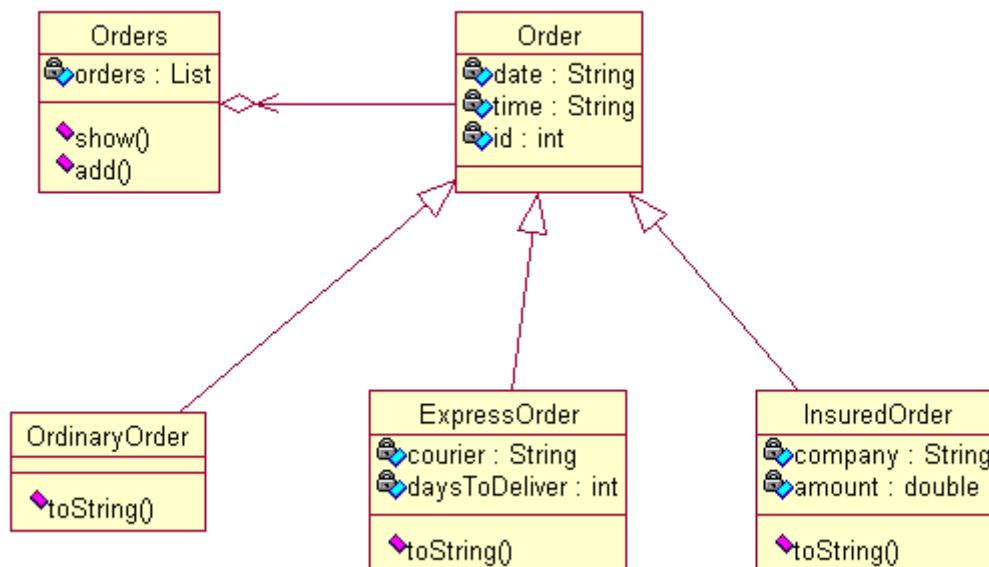 Orders
orders : List
show()
add()
Order
date : String
time : String
id : int
OrdinaryOrder
toString()
ExpressOrder
courier : String
daysToDeliver : int
toString()
InsuredOrder
company : String
amount : double
toString()